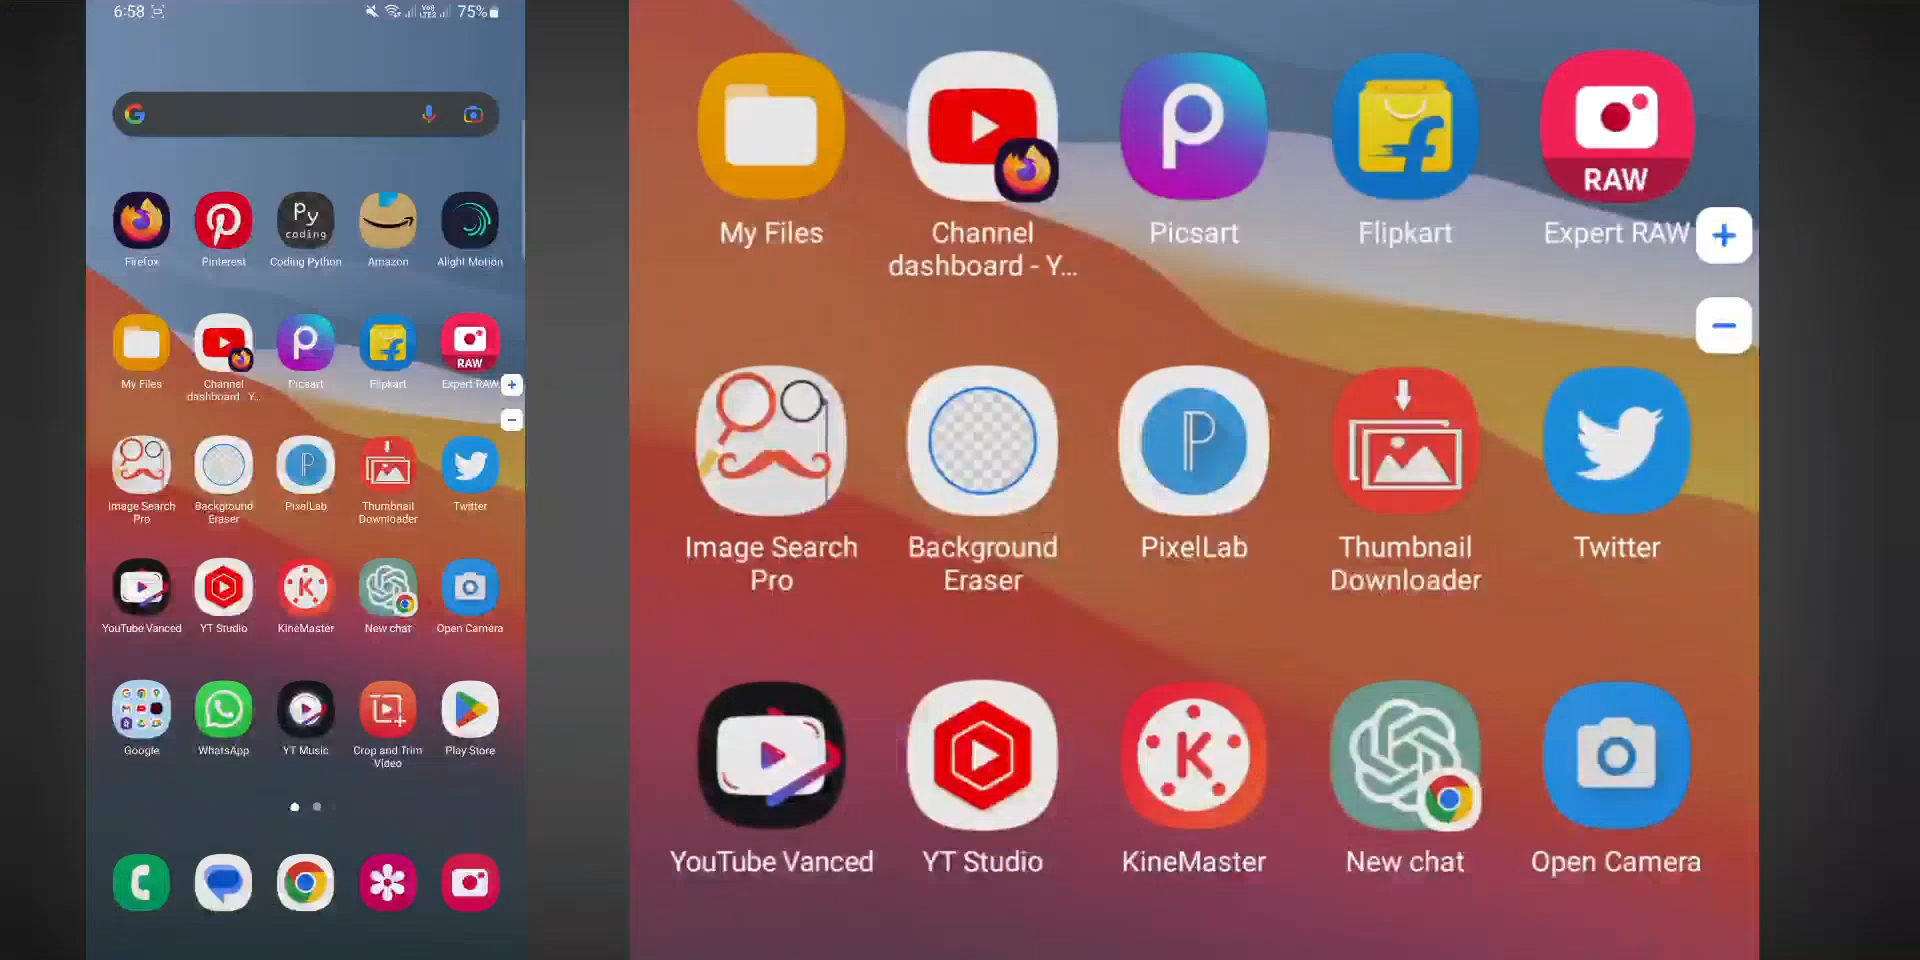 6:58
Vo8
LTE2
75%
Py
coding
Firefox
Pinterest
Coding Python
Amazon
Alight Motion
RAW
My Files
Channel
dashboard - Y...
Picsart
Flipkart
Expert RAW
+
−
Image Search
Pro
Background
Eraser
PixelLab
Thumbnail
Downloader
Twitter
YouTube Vanced
YT Studio
KineMaster
New chat
Open Camera
Google
WhatsApp
YT Music
Crop and Trim
Video
Play Store
RAW
My Files
Channel
dashboard - Y...
Picsart
Flipkart
Expert RAW
+
−
Image Search
Pro
Background
Eraser
PixelLab
Thumbnail
Downloader
Twitter
K
YouTube Vanced
YT Studio
KineMaster
New chat
Open Camera